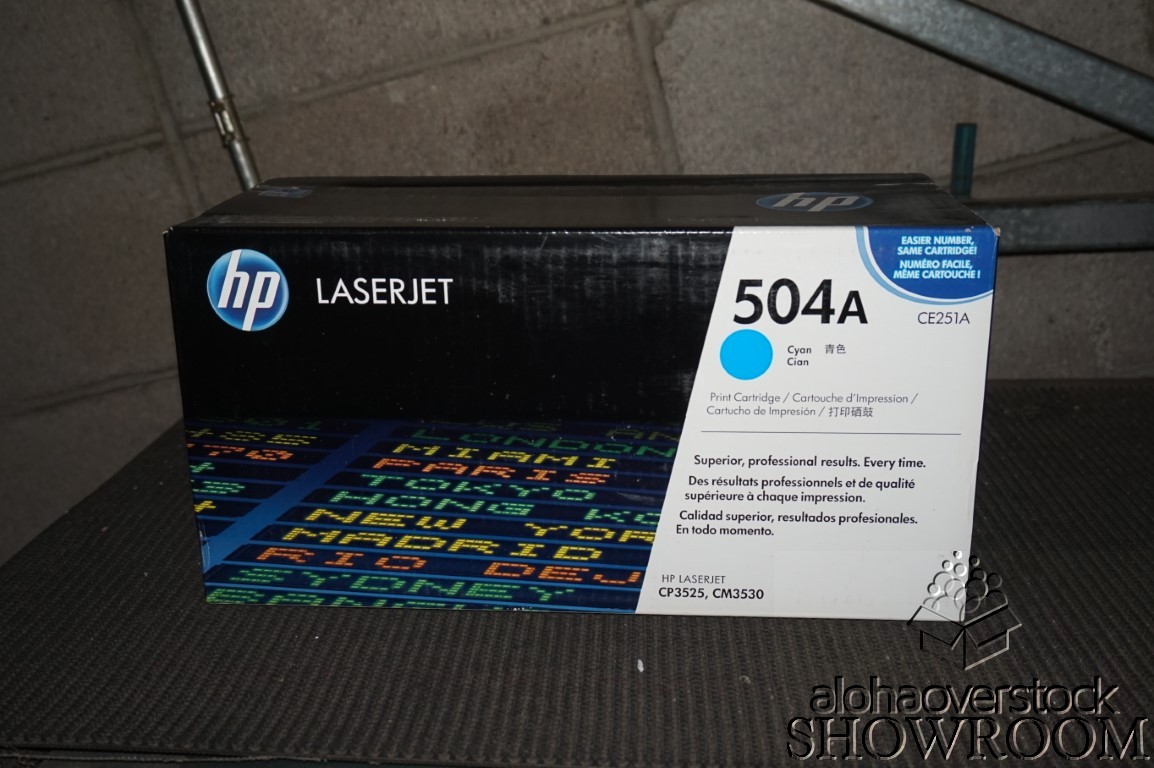 hp
hp
LASERJET
EASIER NUMBER,
SAME CARTRIDGE!
NUMÉRO FACILE,
MÊME CARTOUCHE !
504A
CE251A
Cyan 青色
Cian
Print Cartridge / Cartouche d'Impression /
Cartucho de Impresión / 打印硒鼓
Superior, professional results. Every time.
Des résultats professionnels et de qualité
supérieure à chaque impression.
Calidad superior, resultados profesionales.
En todo momento.
HP LASERJET
CP3525, CM3530
LONDON
MIAMI
PARIS
TOKYO
HONG KO
NEW YOR
MADRID
RIO DEJ
SYDNEY
alohaoverstock
SHOWROOM